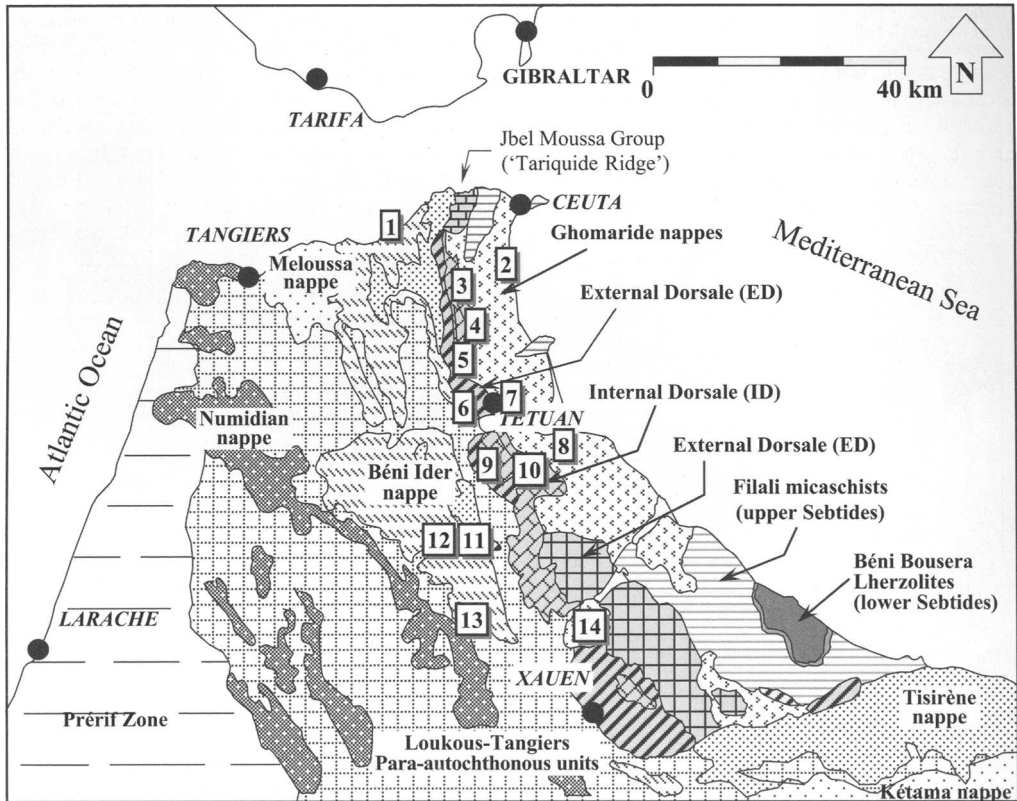 GIBRALTAR
TARIFA
0
40 km
N
Jbel Moussa Group
('Tariquide Ridge')
CEUTA
1
TANGIERS
Meloussa
nappe
2
Ghomaride nappes
Mediterranean Sea
3
External Dorsale (ED)
4
5
Atlantic Ocean
6
7
TETUAN
Internal Dorsale (ID)
Numidian
nappe
8
External Dorsale (ED)
Béni Ider
nappe
9
10
Filali micaschists
(upper Sebtides)
12
11
Béni Bousera
Lherzolites
(lower Sebtides)
LARACHE
13
14
XAUEN
Prérif Zone
Tisirène
nappe
Loukous-Tangiers
Para-autochthonous units
Kétama nappe